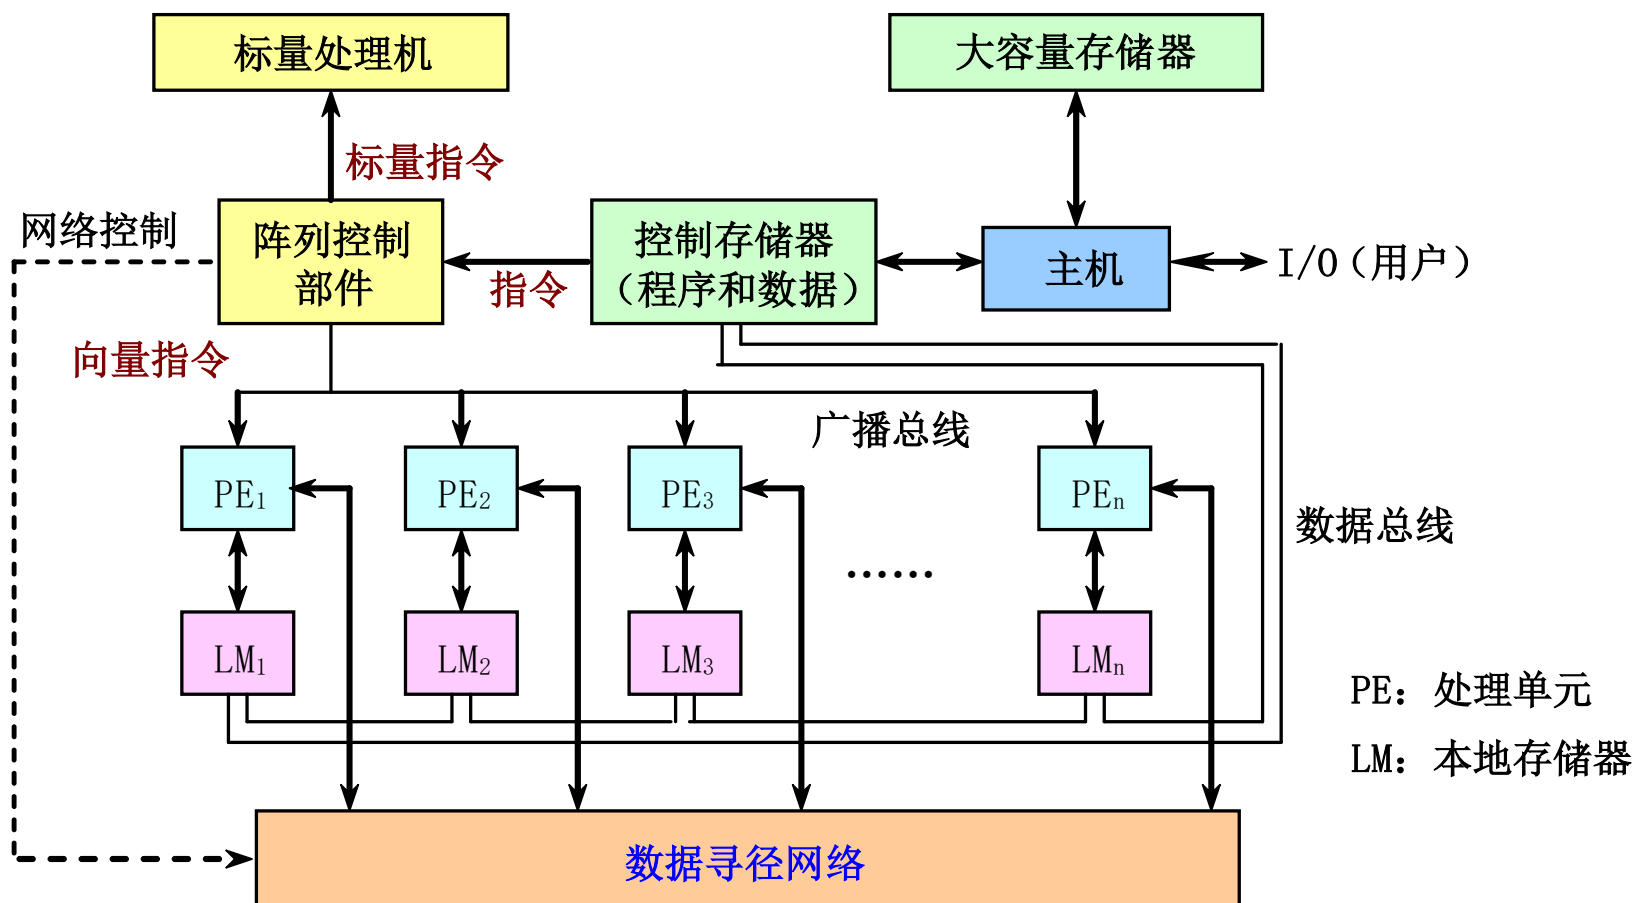 标量处理机
大容量存储器
标量指令
网络控制
阵列控制
部件
控制存储器
（程序和数据）
指令
主机
I/O（用户）
向量指令
广播总线
PE₁
PE₂
PE₃
PEₙ
数据总线
……
LM₁
LM₂
LM₃
LMₙ
PE：处理单元
LM：本地存储器
数据寻径网络